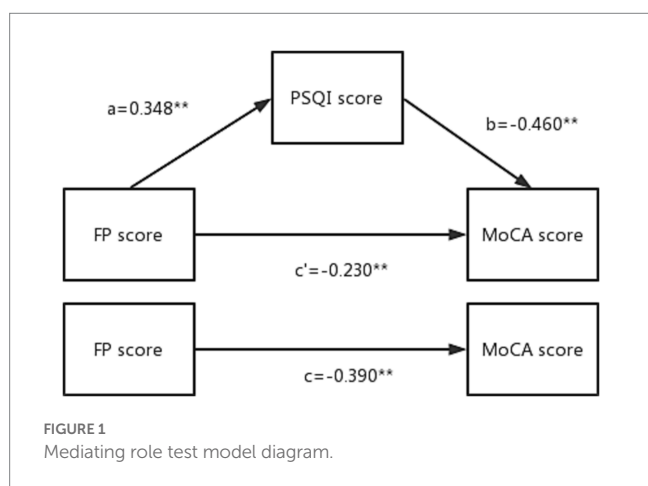 PSQI score
a=0.348**
b=-0.460**
FP score
MoCA score
c'=-0.230**
FP score
MoCA score
c=-0.390**
FIGURE 1
Mediating role test model diagram.